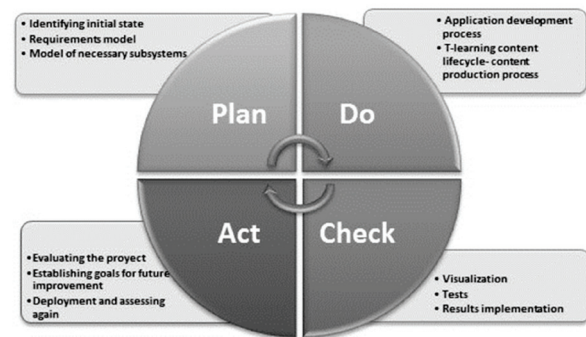 • Identifying initial state
• Requirements model
• Model of necessary subsystems
• Application development
process
• T-learning content
lifecycle- content
production process
Plan
Do
Act
Check
• Evaluating the proyect
• Establishing goals for future
improvement
• Deployment and assessing
again
• Visualization
• Tests
• Results implementation